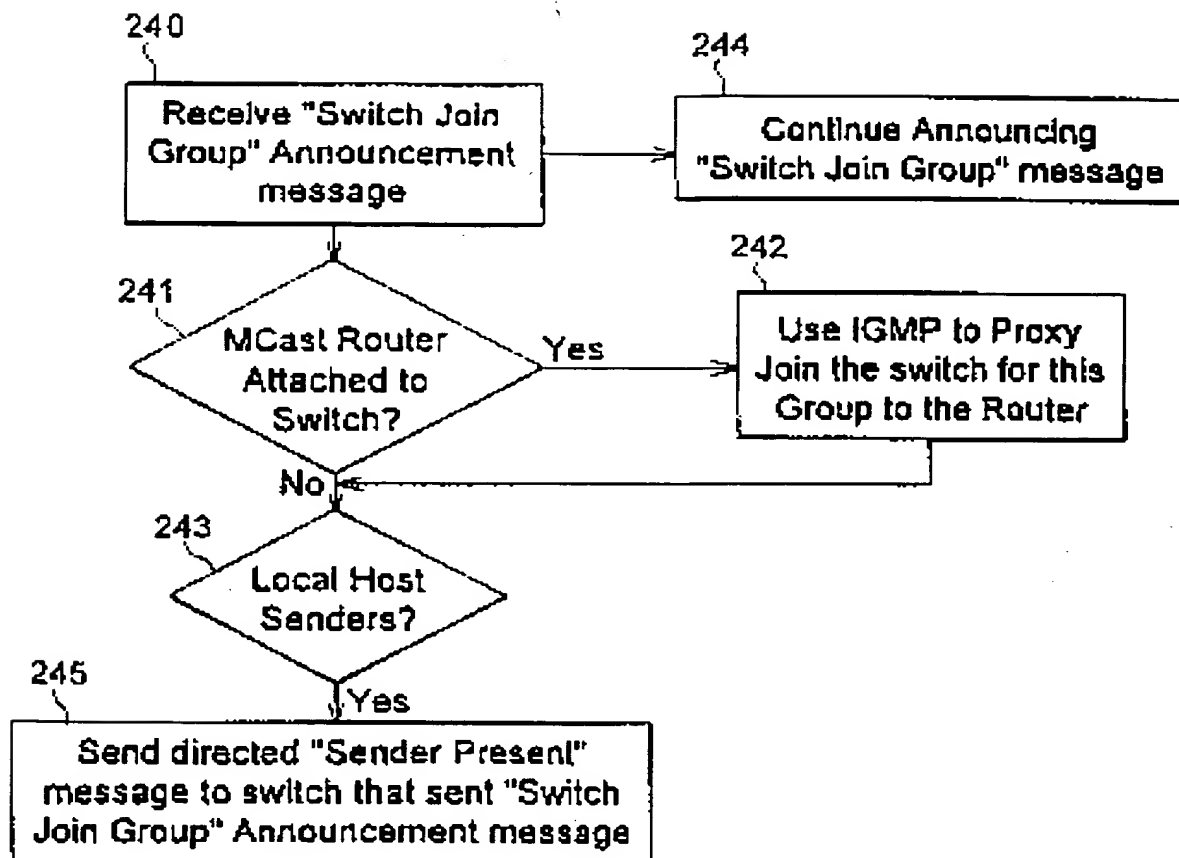 240
Receive "Switch Join
Group" Announcement
message
244
Continue Announcing
"Switch Join Group" message
241
MCast Router
Attached to
Switch?
Yes
242
Use IGMP to Proxy
Join the switch for this
Group to the Router
No
243
Local Host
Senders?
Yes
245
Send directed "Sender Present"
message to switch that sent "Switch
Join Group" Announcement message